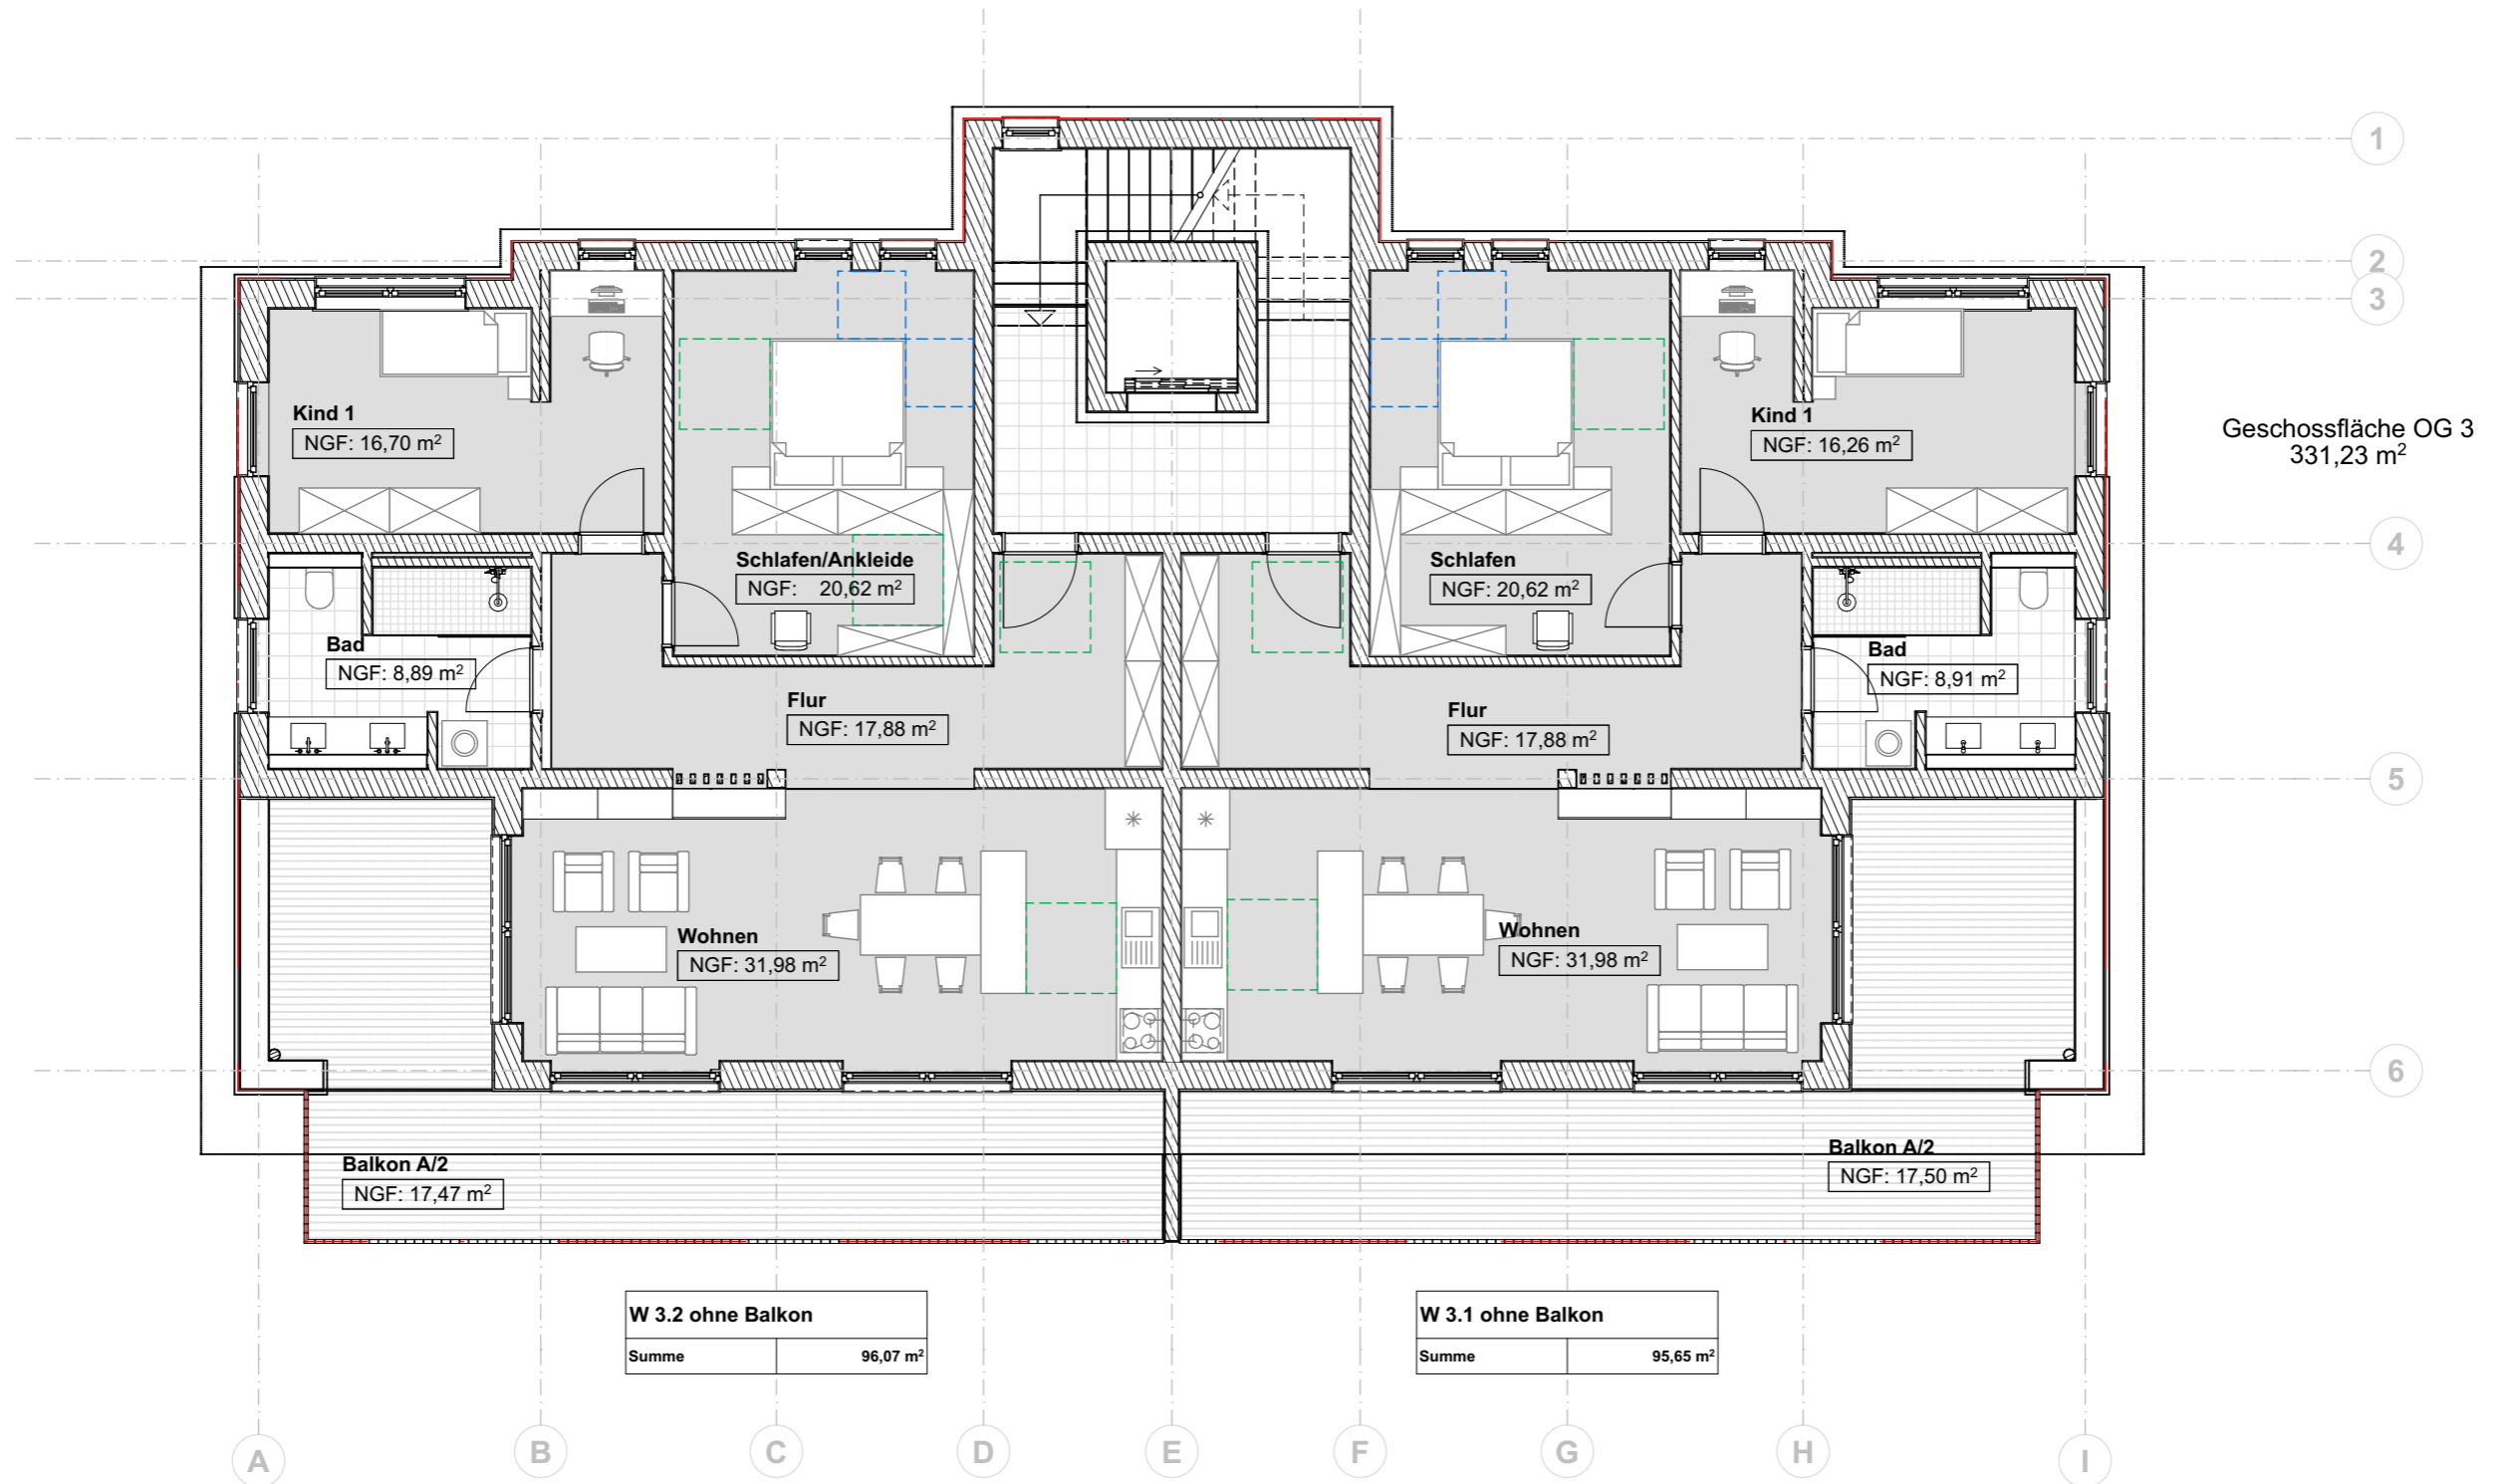 1
2
3
Kind 1
NGF: 16,70 m²
Kind 1
NGF: 16,26 m²
Geschossfläche OG 3
331,23 m²
4
Schlafen/Ankleide
NGF: 20,62 m²
Schlafen
NGF: 20,62 m²
Bad
NGF: 8,89 m²
Bad
NGF: 8,91 m²
Flur
NGF: 17,88 m²
Flur
NGF: 17,88 m²
5
Wohnen
NGF: 31,98 m²
Wohnen
NGF: 31,98 m²
6
Balkon A/2
NGF: 17,47 m²
Balkon A/2
NGF: 17,50 m²
W 3.2 ohne Balkon
Summe 96,07 m²
W 3.1 ohne Balkon
Summe 95,65 m²
A B C D E F G H I